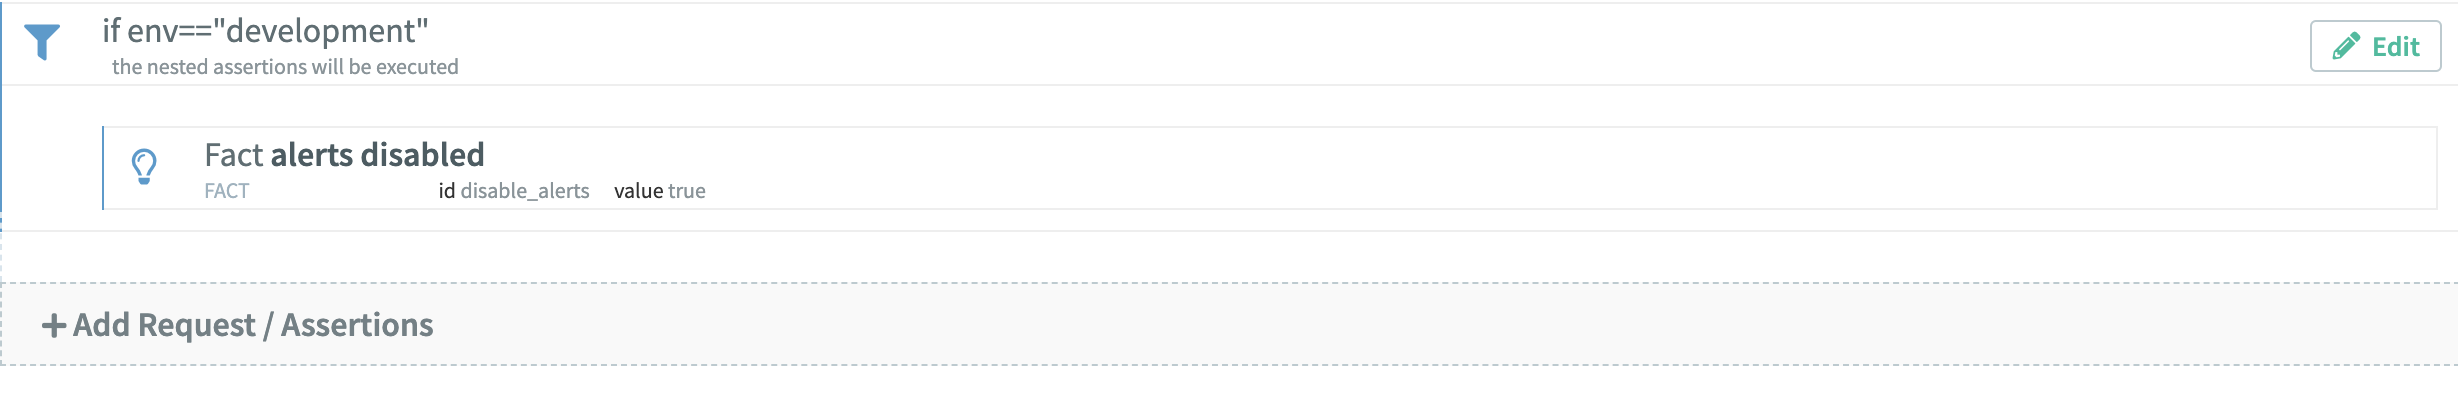 if env=="development"
the nested assertions will be executed
Edit
Fact alerts disabled
FACT id disable_alerts value true
+ Add Request / Assertions